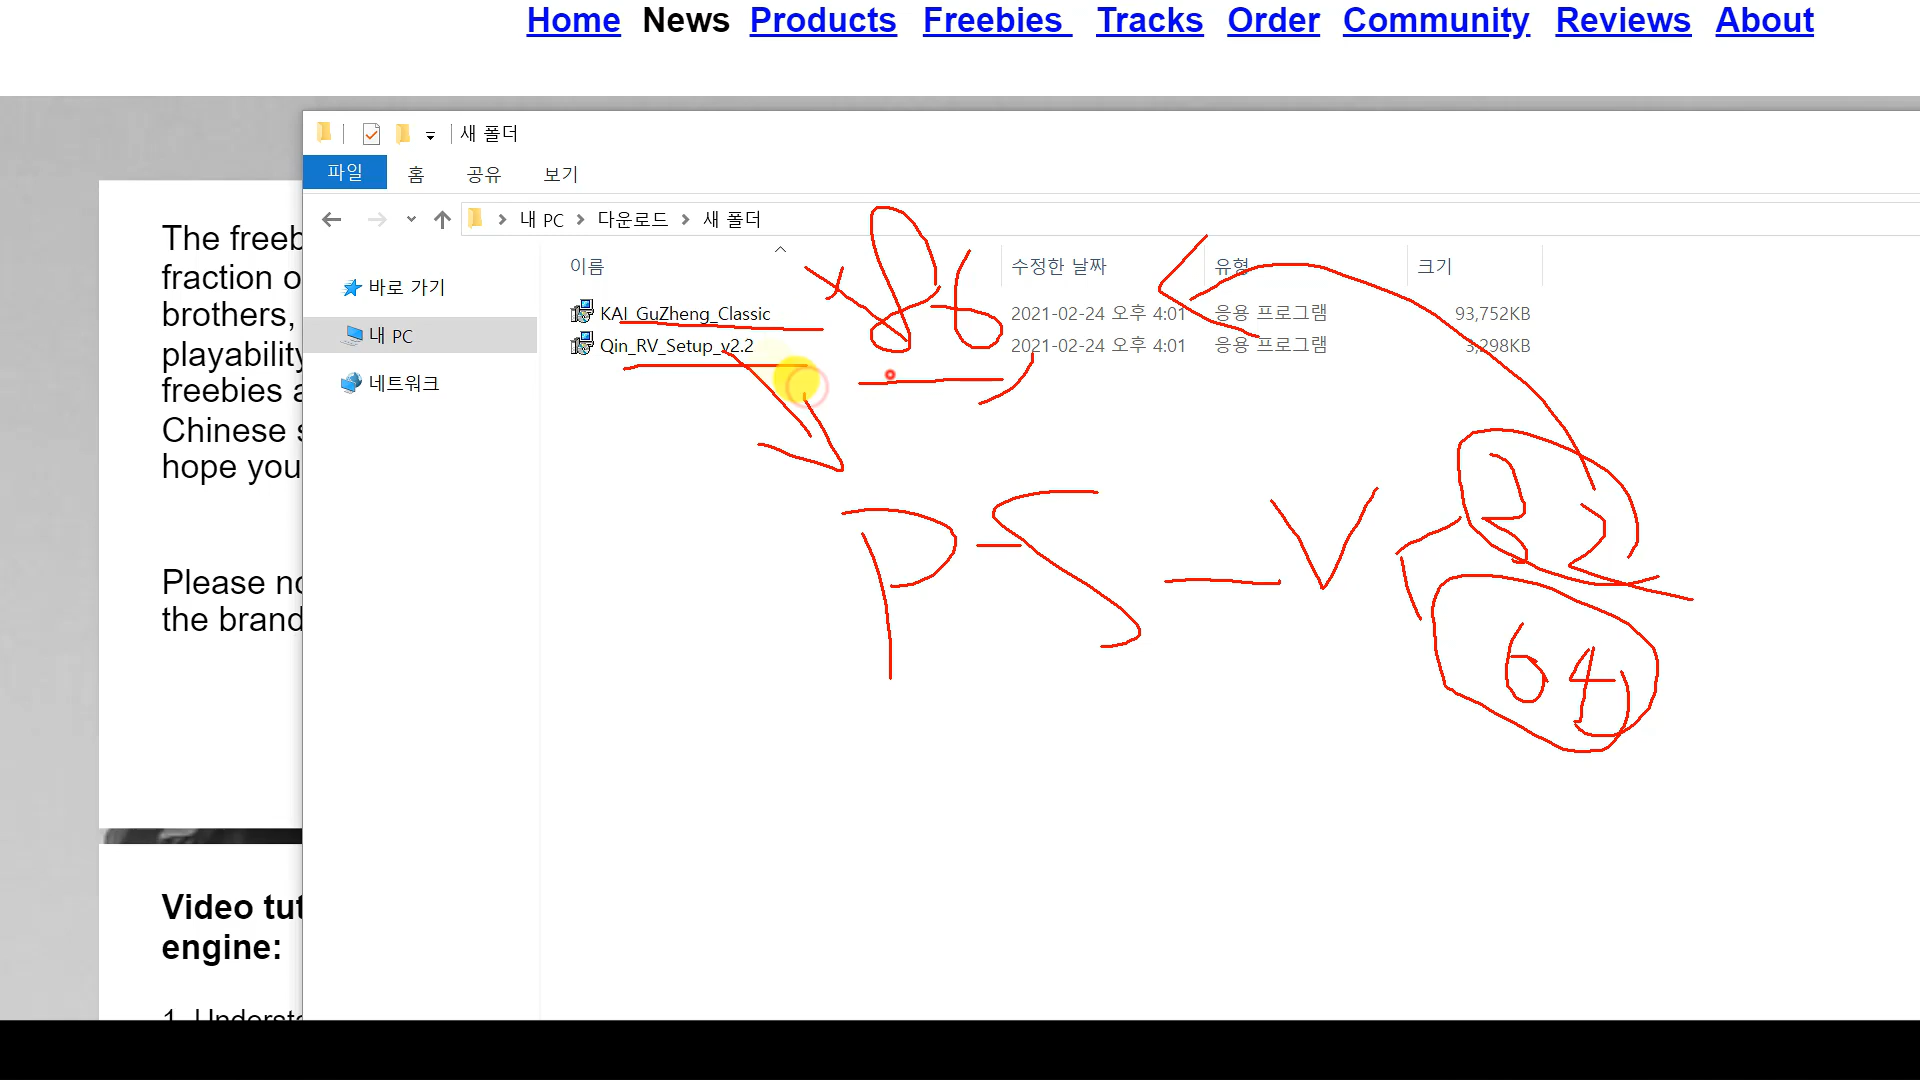 Home News Products Freebies Tracks Order Community Reviews About
새 폴더
파일 홈 공유 보기
내 PC 다운로드 새 폴더
이름 수정한 날짜 유형 크기
바로 가기
내 PC
네트워크
KAI_GuZheng_Classic 2021-02-24 오후 4:01 응용 프로그램 93,752KB
Qin_RV_Setup_v2.2 2021-02-24 오후 4:01 응용 프로그램 3,298KB
x86
PS V 32
64
The freeb
fraction o
brothers,
playability
freebies a
Chinese s
hope you
Please no
the brand
Video tut
engine:
1. Understa